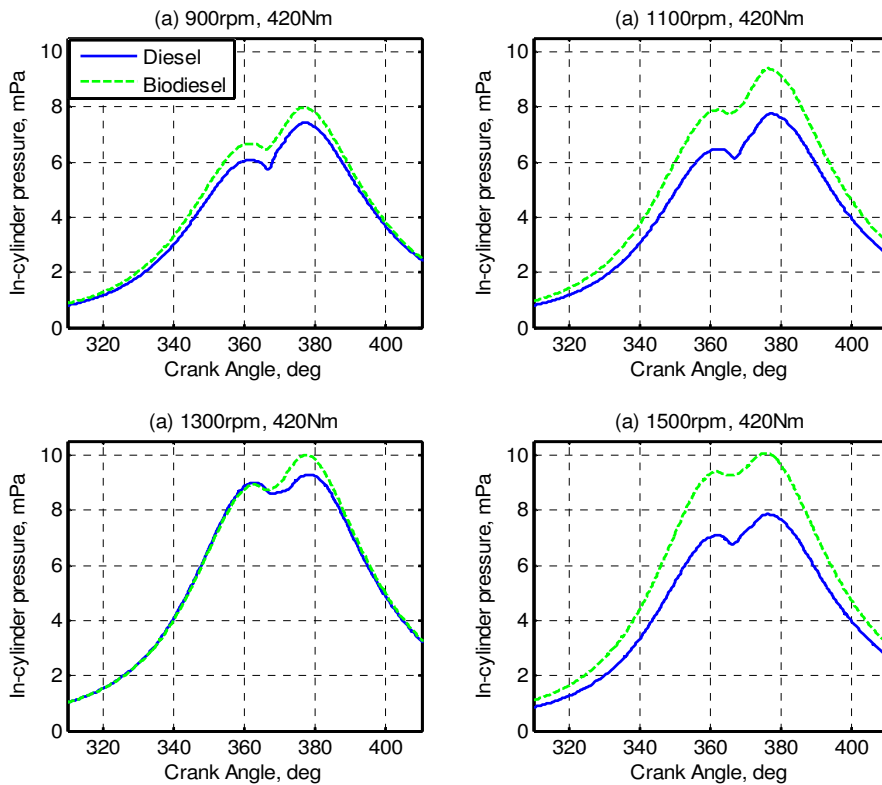 (a) 900rpm, 420Nm
In-cylinder pressure, mPa
10
8
6
4
2
0
Diesel
Biodiesel
320 340 360 380 400
Crank Angle, deg
(a) 1100rpm, 420Nm
In-cylinder pressure, mPa
10
8
6
4
2
0
320 340 360 380 400
Crank Angle, deg
(a) 1300rpm, 420Nm
In-cylinder pressure, mPa
10
8
6
4
2
0
320 340 360 380 400
Crank Angle, deg
(a) 1500rpm, 420Nm
In-cylinder pressure, mPa
10
8
6
4
2
0
320 340 360 380 400
Crank Angle, deg